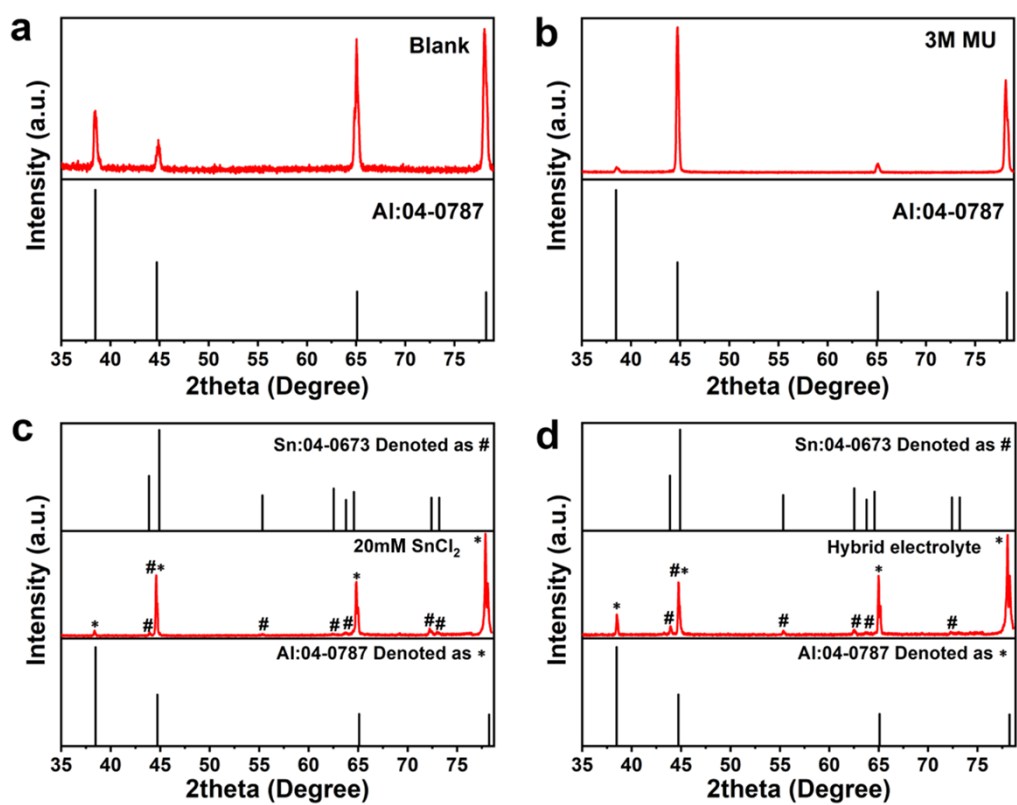 a
Blank
Intensity (a.u.)
Al:04-0787
35 40 45 50 55 60 65 70 75
2theta (Degree)
b
3M MU
Intensity (a.u.)
Al:04-0787
35 40 45 50 55 60 65 70 75
2theta (Degree)
c
Sn:04-0673 Denoted as #
20mM SnCl₂
*
# *
*
* # # # # # #
Intensity (a.u.)
Al:04-0787 Denoted as *
35 40 45 50 55 60 65 70 75
2theta (Degree)
d
Sn:04-0673 Denoted as #
Hybrid electrolyte
*
# *
*
* # # # # #
Intensity (a.u.)
Al:04-0787 Denoted as *
35 40 45 50 55 60 65 70 75
2theta (Degree)